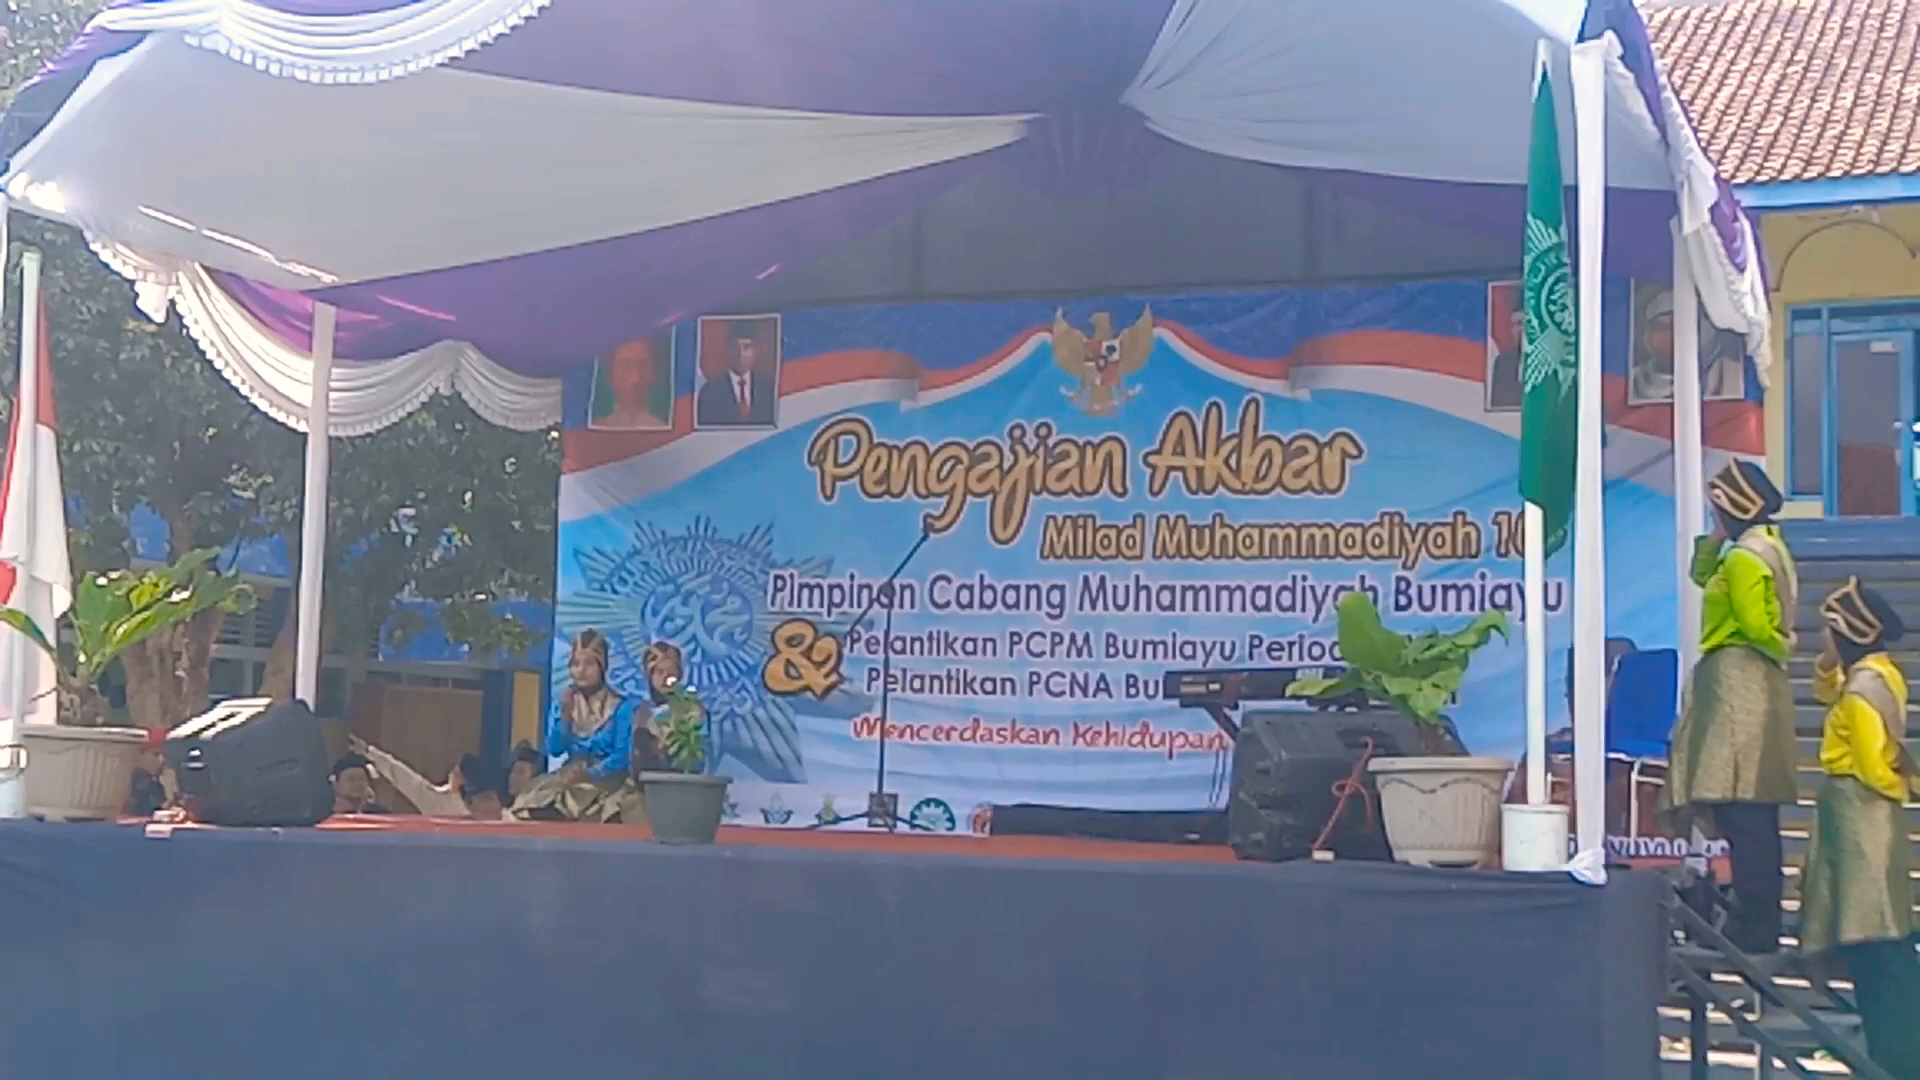 Pengajian Akbar
Milad Muhammadiyah
Pimpinan Cabang Muhammadiyah Bumiayu
&
Pelantikan PCPM Bumiayu
Pelantikan PCNA
Mencerdaskan Kehidupan